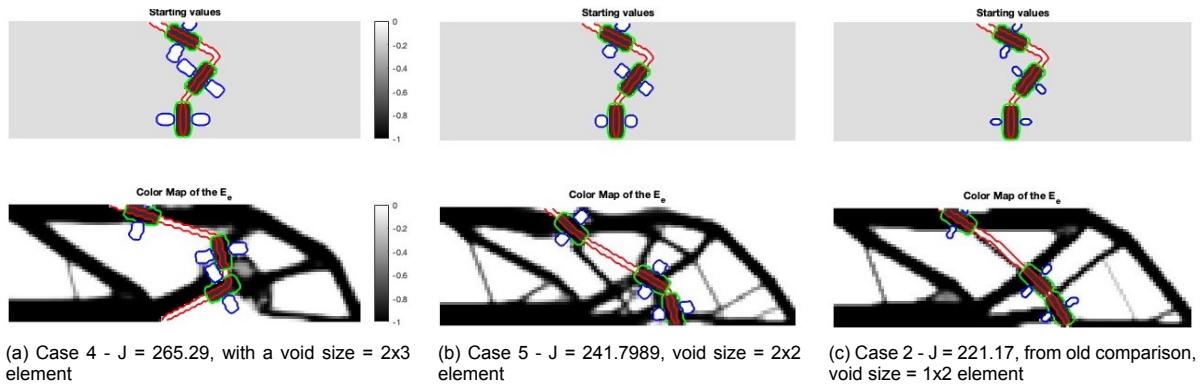 Starting values
Starting values
Starting values
0
-0.2
-0.4
-0.6
-0.8
-1
Color Map of the E_e
Color Map of the E_e
Color Map of the E_e
0
-0.2
-0.4
-0.6
-0.8
-1
(a) Case 4 - J = 265.29, with a void size = 2x3
element
(b) Case 5 - J = 241.7989, void size = 2x2
element
(c) Case 2 - J = 221.17, from old comparison,
void size = 1x2 element